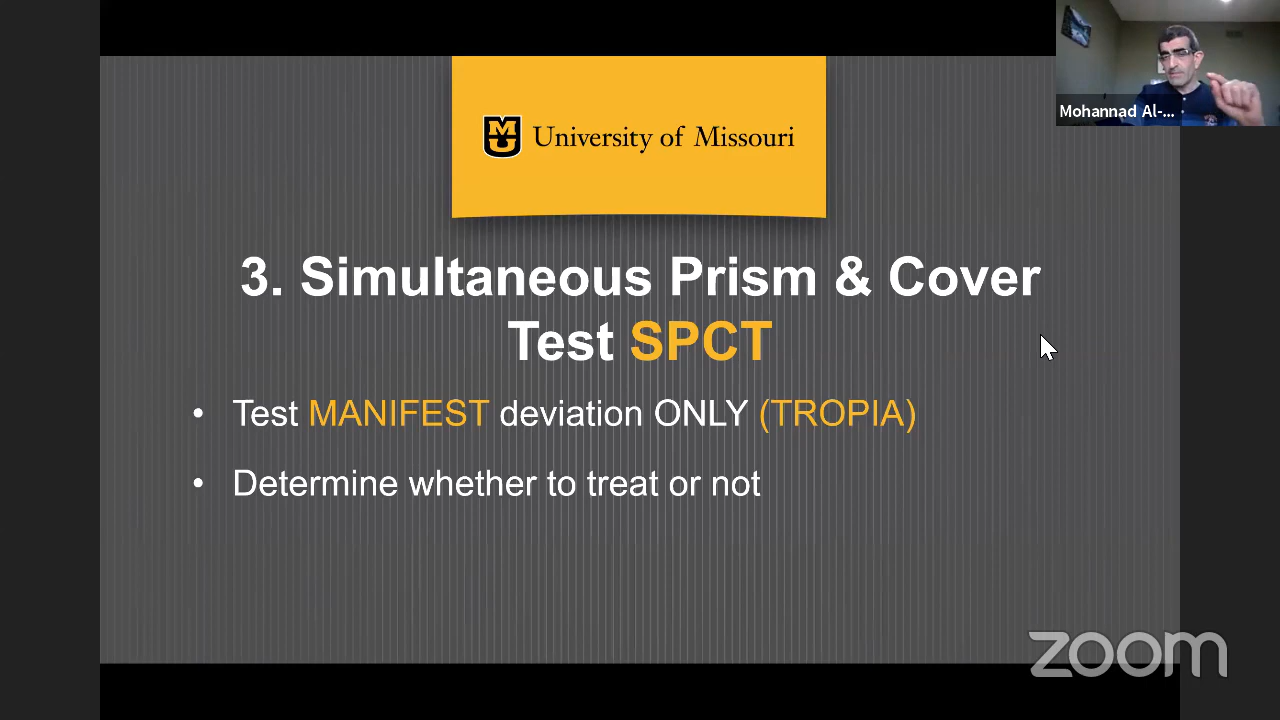 Mohannad Al-...
MU
University of Missouri
3. Simultaneous Prism & Cover
Test SPCT
• Test MANIFEST deviation ONLY (TROPIA)
• Determine whether to treat or not
zoom